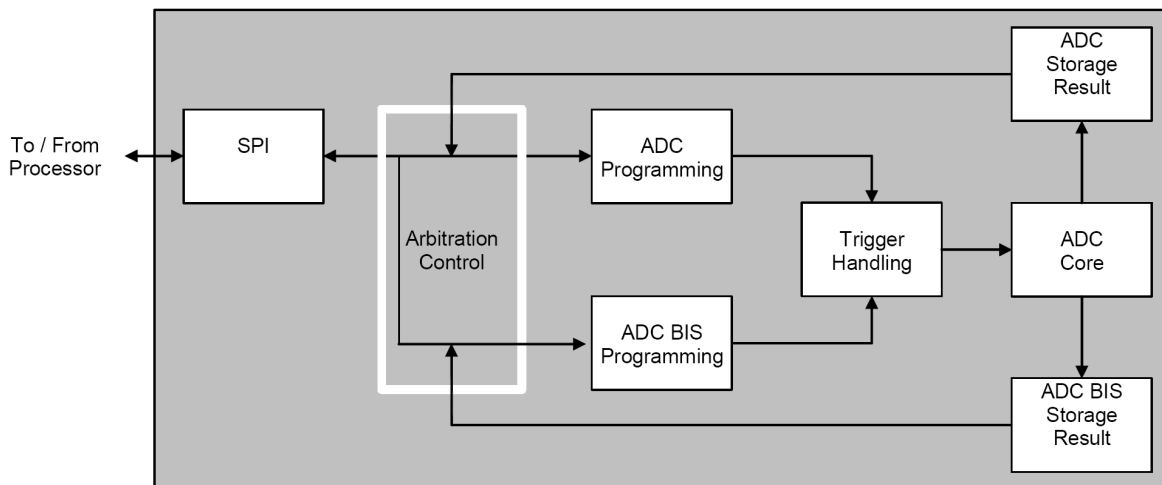 To / From
Processor
SPI
Arbitration
Control
ADC
Programming
ADC BIS
Programming
Trigger
Handling
ADC
Storage
Result
ADC
Core
ADC BIS
Storage
Result